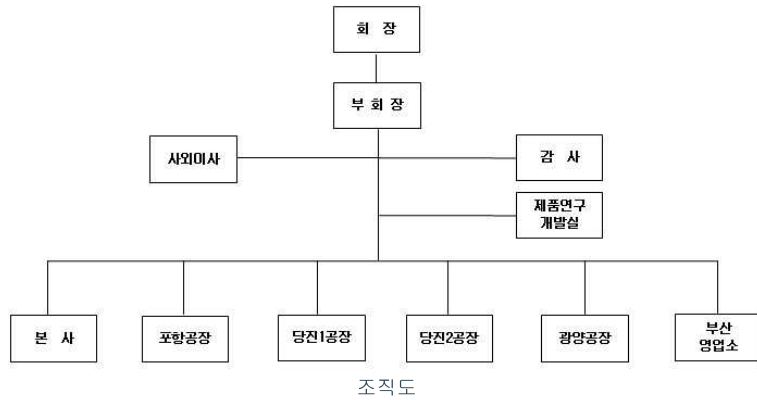 회 장
부 회 장
사외이사
감 사
제품연구
개발실
본 사
포항공장
당진1공장
당진2공장
광양공장
부산
영업소
조직도